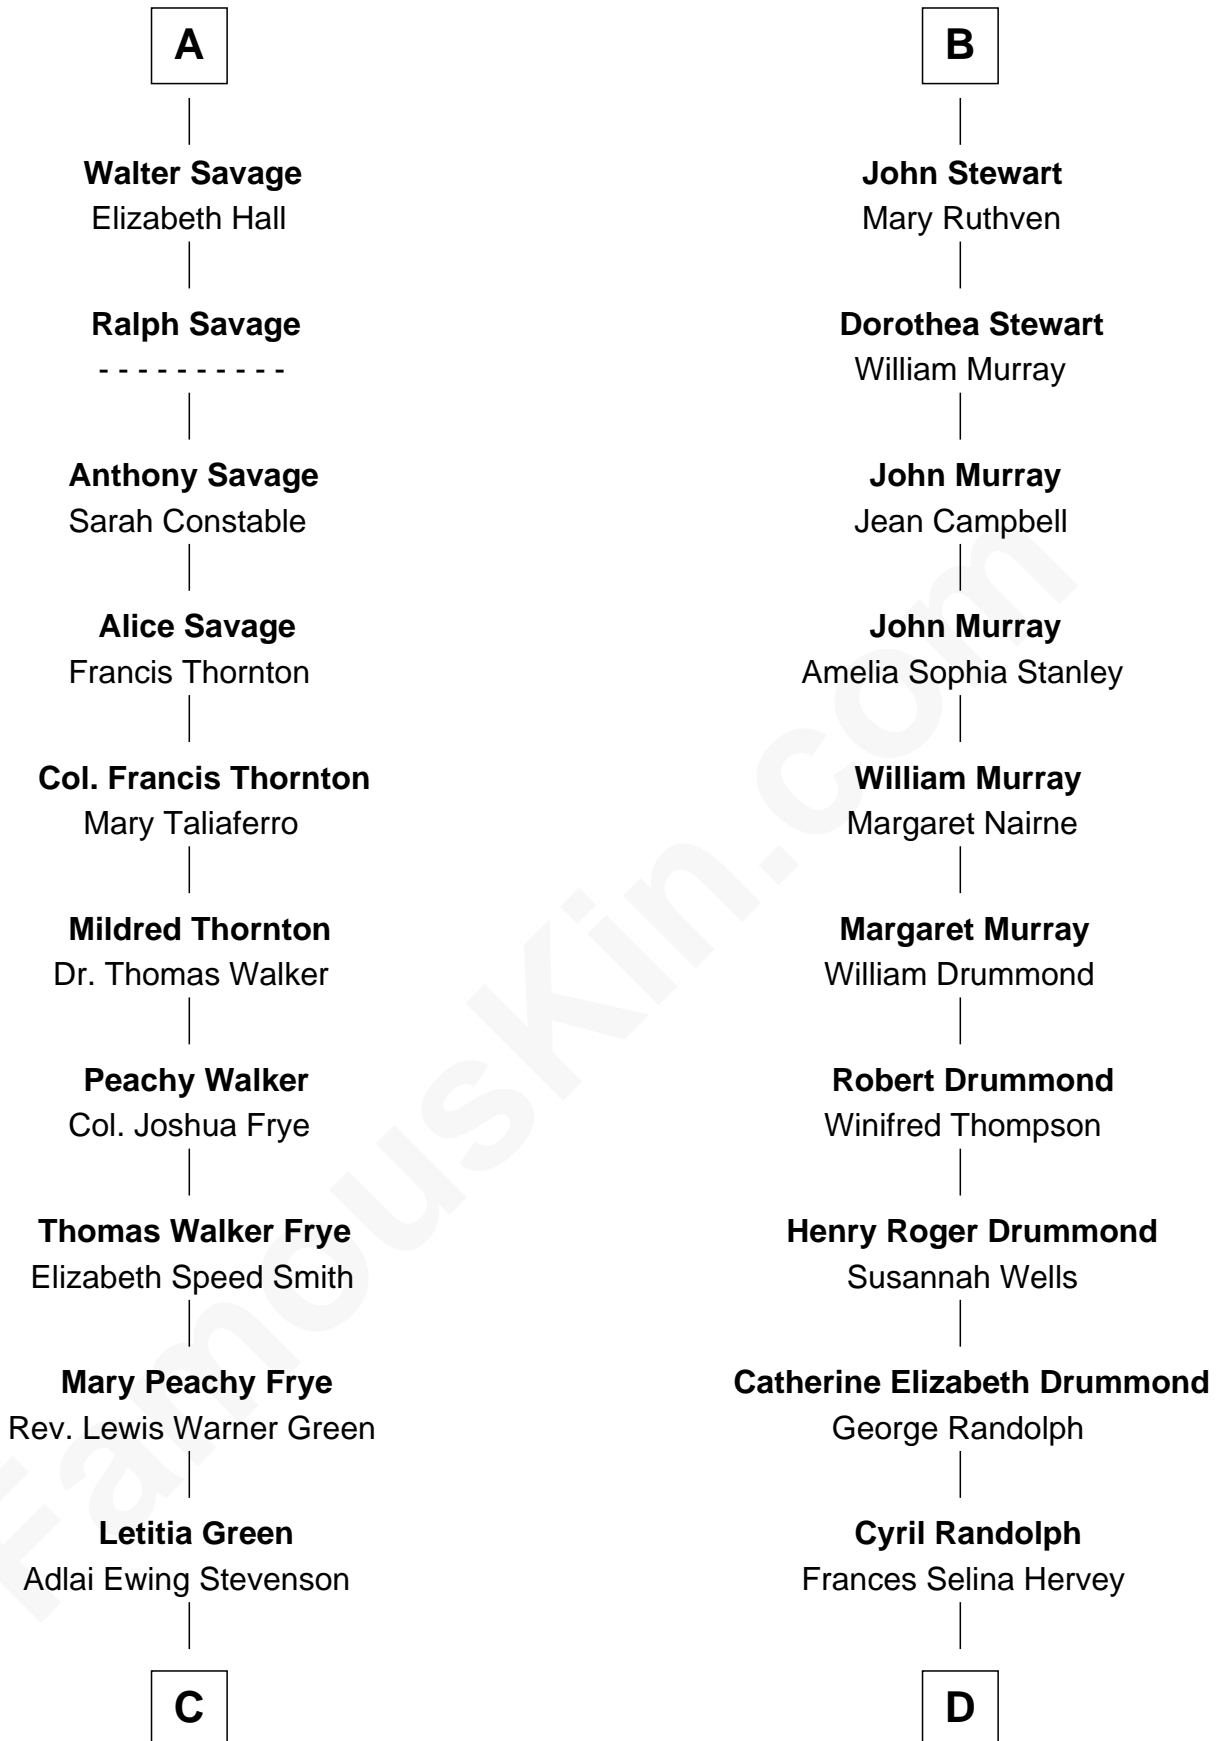 A
Walter Savage
Elizabeth Hall
Ralph Savage
- - - - - - - - - -
Anthony Savage
Sarah Constable
Alice Savage
Francis Thornton
Col. Francis Thornton
Mary Taliaferro
Mildred Thornton
Dr. Thomas Walker
Peachy Walker
Col. Joshua Frye
Thomas Walker Frye
Elizabeth Speed Smith
Mary Peachy Frye
Rev. Lewis Warner Green
Letitia Green
Adlai Ewing Stevenson
C
B
John Stewart
Mary Ruthven
Dorothea Stewart
William Murray
John Murray
Jean Campbell
John Murray
Amelia Sophia Stanley
William Murray
Margaret Nairne
Margaret Murray
William Drummond
Robert Drummond
Winifred Thompson
Henry Roger Drummond
Susannah Wells
Catherine Elizabeth Drummond
George Randolph
Cyril Randolph
Frances Selina Hervey
D
FamousKin.com